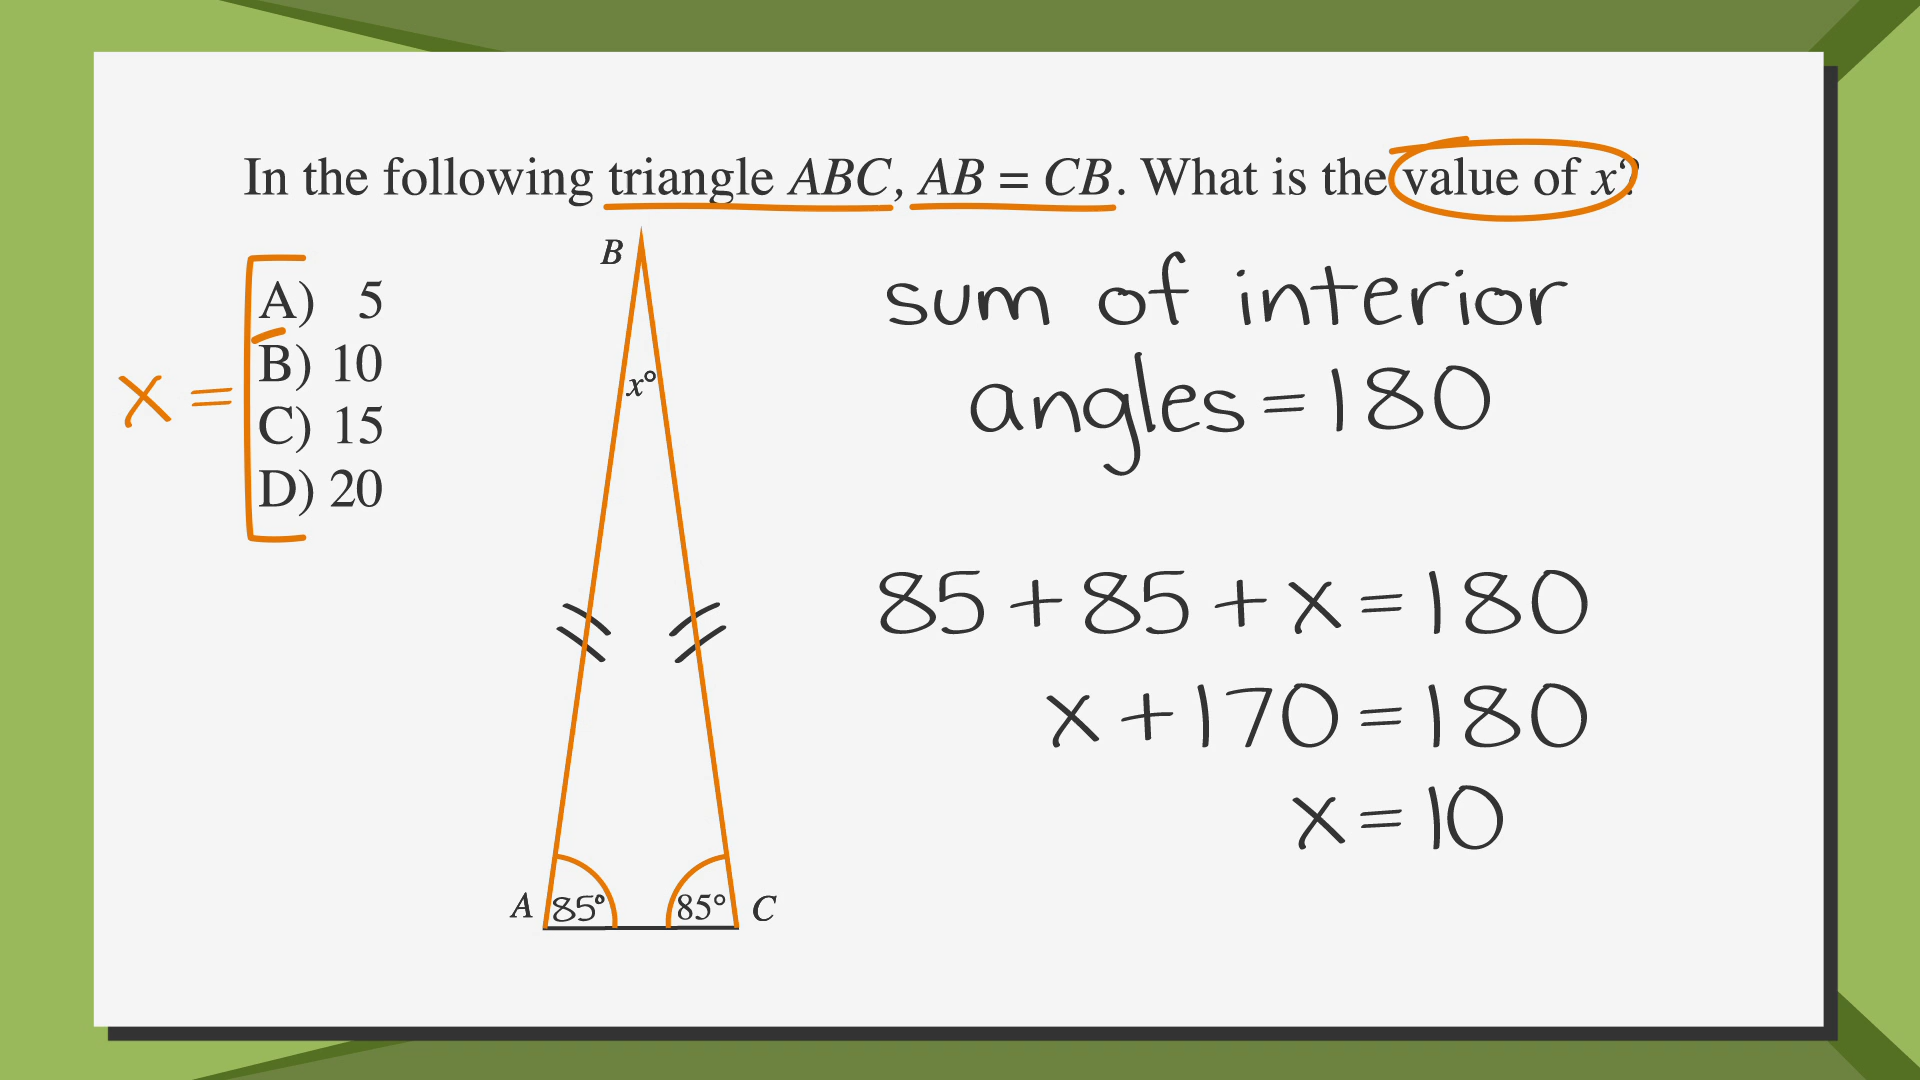 In the following triangle ABC, AB = CB. What is the value of x?
A) 5
B) 10
C) 15
D) 20
x =
B
x°
A
85°
85°
C
sum of interior
angles = 180
85 + 85 + x = 180
x + 170 = 180
x = 10